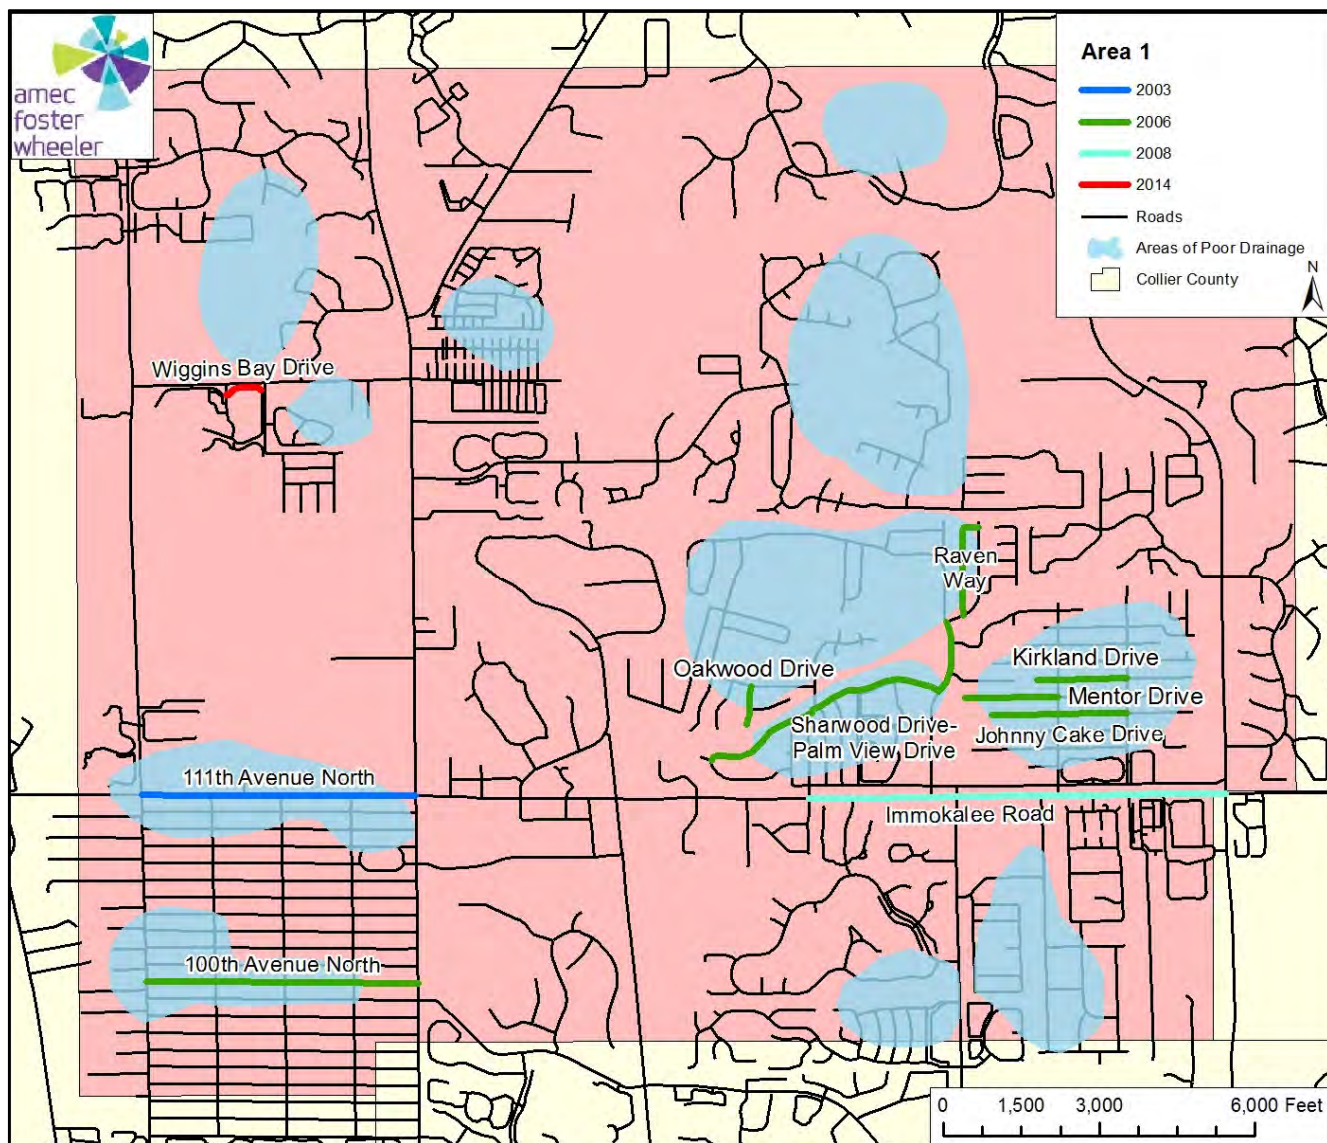 amec
foster
wheeler
Area 1
2003
2006
2008
2014
Roads
Areas of Poor Drainage
Collier County
N
Wiggins Bay Drive
Raven
Way
Oakwood Drive
Kirkland Drive
Mentor Drive
Sharwood Drive-
Palm View Drive
Johnny Cake Drive
111th Avenue North
Immokalee Road
100th Avenue North
0 1,500 3,000 6,000 Feet